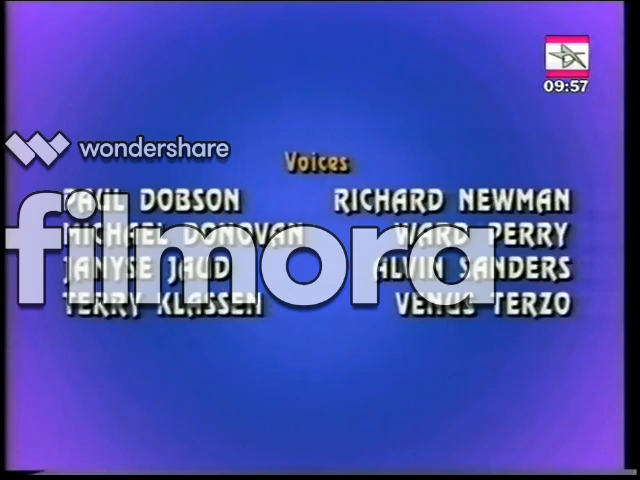 09:57
wondershare
Voices
PAUL DOBSON RICHARD NEWMAN
filmora
MICHAEL DONOVAN WARD PERRY
JANYSE JAUD ALVIN SANDERS
TERRY KLASSEN VENUS TERZO